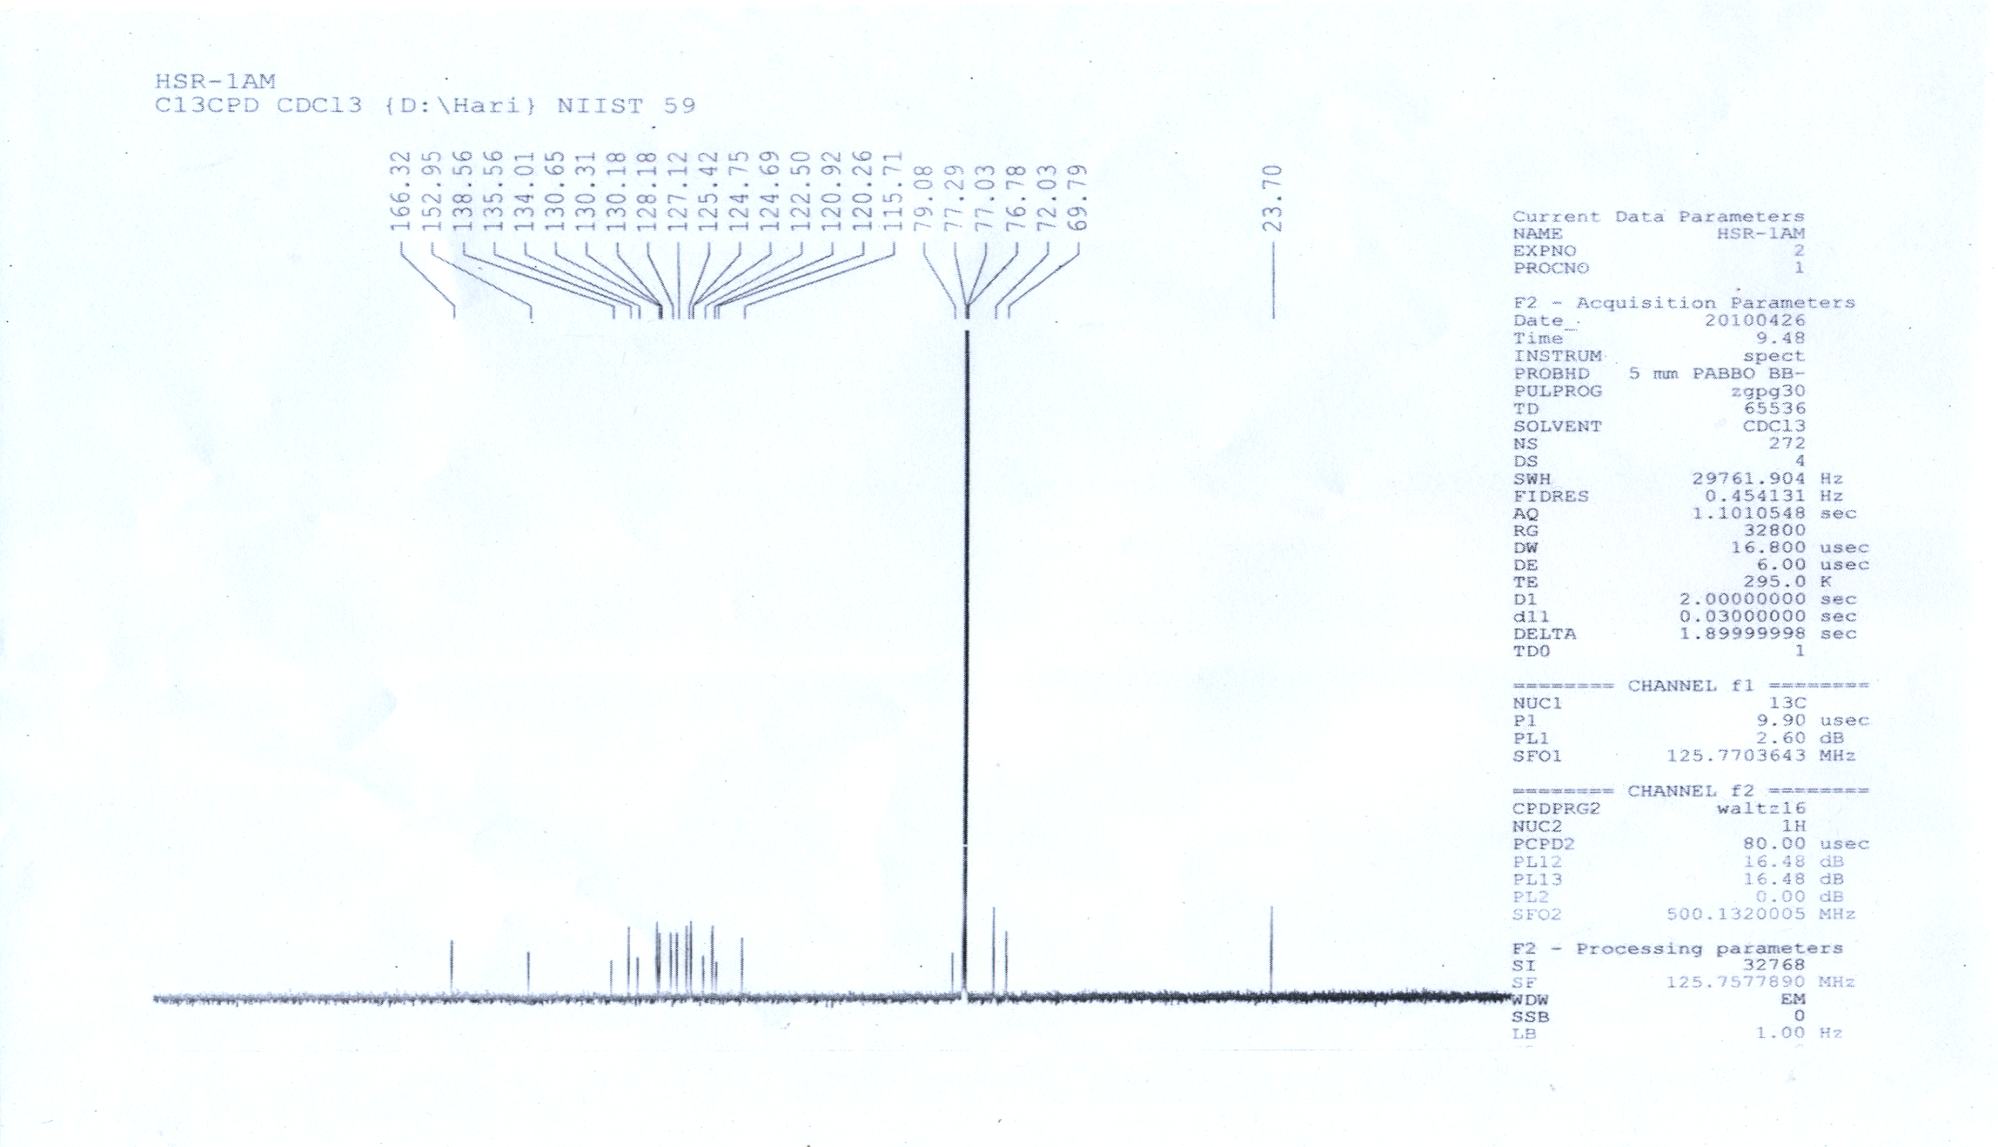 HSR-1AM
C13CPD CDCl3 {D:\Hari} NIIST 59
166.32
152.95
138.56
135.56
134.01
130.65
130.31
130.18
128.18
127.12
125.42
124.75
124.69
122.50
120.92
120.26
115.71
79.08
77.29
77.03
76.78
72.03
69.79
23.70
Current Data Parameters
NAME HSR-1AM
EXPNO 2
PROCNO 1
F2 - Acquisition Parameters
Date_ 20100426
Time 9.48
INSTRUM spect
PROBHD 5 mm PABBO BB-
PULPROG zgpg30
TD 65536
SOLVENT CDCl3
NS 272
DS 4
SWH 29761.904 Hz
FIDRES 0.454131 Hz
AQ 1.1010548 sec
RG 32800
DW 16.800 usec
DE 6.00 usec
TE 295.0 K
D1 2.00000000 sec
d11 0.03000000 sec
DELTA 1.89999998 sec
TD0 1
======== CHANNEL f1 ========
NUC1 13C
P1 9.90 usec
PL1 2.60 dB
SFO1 125.7703643 MHz
======== CHANNEL f2 ========
CPDPRG2 waltz16
NUC2 1H
PCPD2 80.00 usec
PL12 16.48 dB
PL13 16.48 dB
PL2 0.00 dB
SFO2 500.1320005 MHz
F2 - Processing parameters
SI 32768
SF 125.7577890 MHz
WDW EM
SSB 0
LB 1.00 Hz